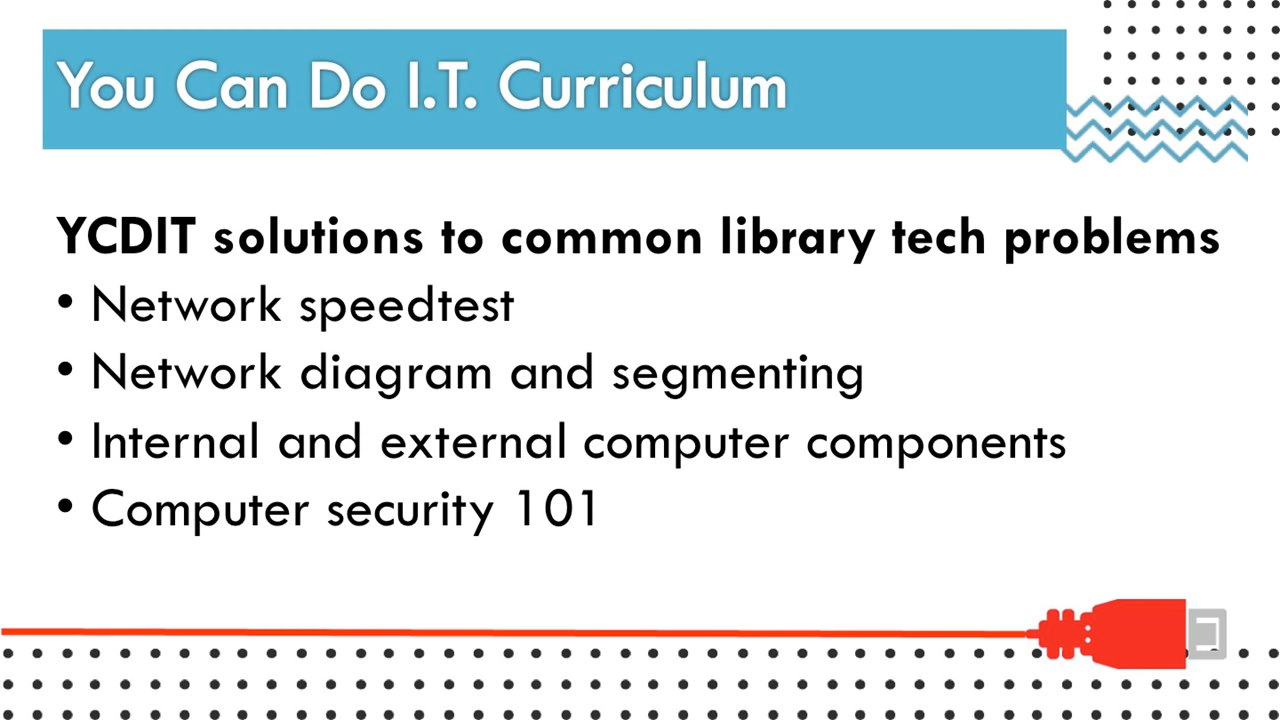 You Can Do I.T. Curriculum
YCDIT solutions to common library tech problems
• Network speedtest
• Network diagram and segmenting
• Internal and external computer components
• Computer security 101